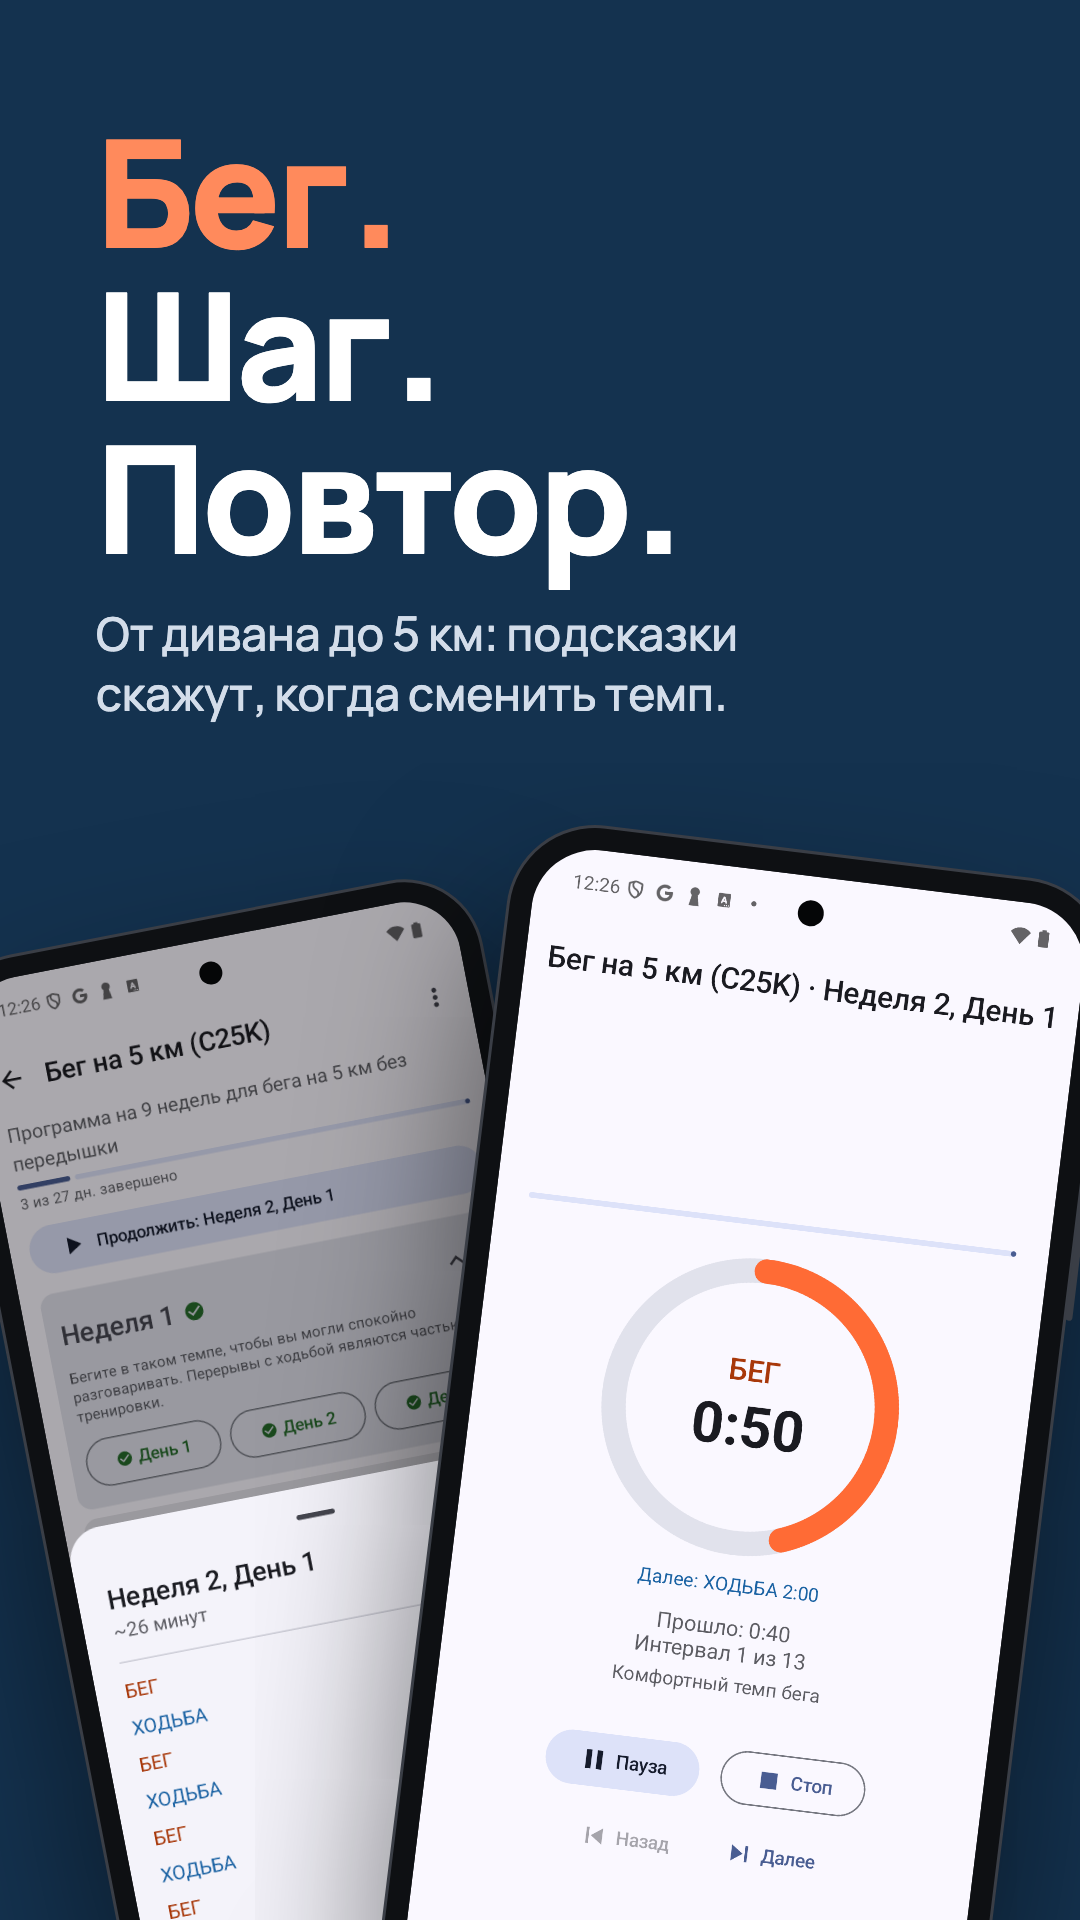 Бег.
Шаг.
Повтор.
От дивана до 5 км: подсказки
скажут, когда сменить темп.
12:26
Бег на 5 км (C25K)
Программа на 9 недель для бега на 5 км без
передышки
3 из 27 дн. завершено
Продолжить: Неделя 2, День 1
Неделя 1
Бегите в таком темпе, чтобы вы могли спокойно
разговаривать. Перерывы с ходьбой являются
тренировки.
День 1
День 2
Неделя 2, День 1
~26 минут
БЕГ
ХОДЬБА
БЕГ
ХОДЬБА
БЕГ
ХОДЬБА
БЕГ
12:26
Бег на 5 км (C25K) · Неделя 2, День 1
БЕГ
0:50
Далее: ХОДЬБА 2:00
Прошло: 0:40
Интервал 1 из 13
Комфортный темп бега
Пауза
Стоп
Назад
Далее